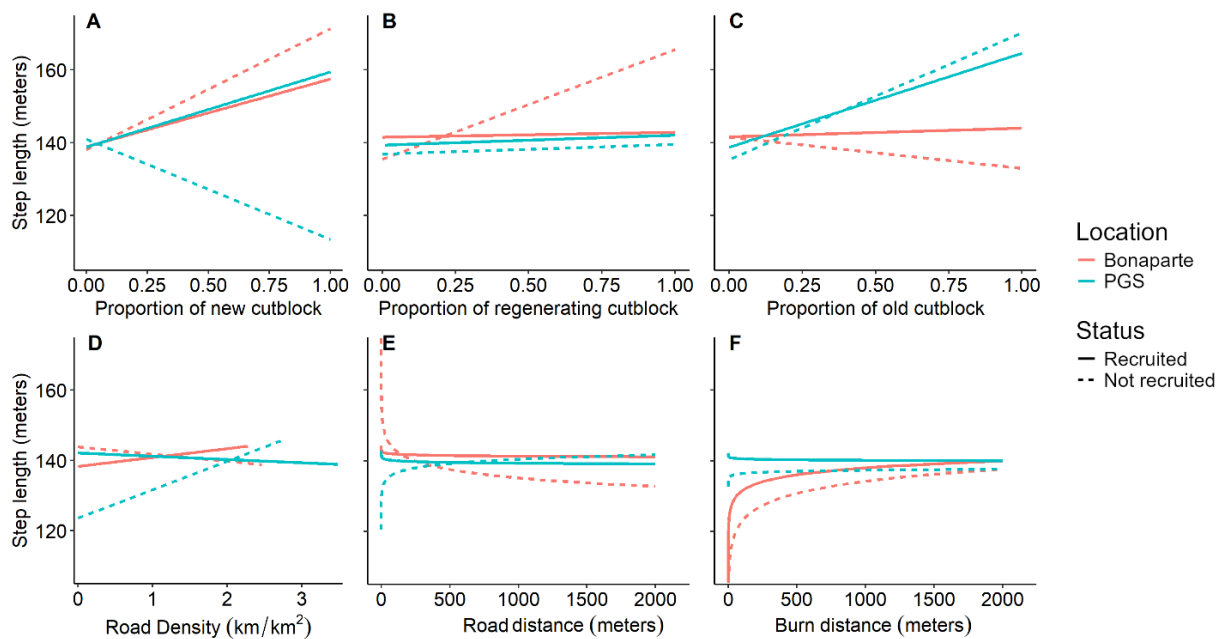 A
B
C
Step length (meters)
160
140
120
0.00 0.25 0.50 0.75 1.00
0.00 0.25 0.50 0.75 1.00
0.00 0.25 0.50 0.75 1.00
Proportion of new cutblock
Proportion of regenerating cutblock
Proportion of old cutblock
Location
Bonaparte
PGS
Status
Recruited
Not recruited
D
E
F
Step length (meters)
160
140
120
0 1 2 3
0 500 1000 1500 2000
0 500 1000 1500 2000
Road Density (km/km²)
Road distance (meters)
Burn distance (meters)